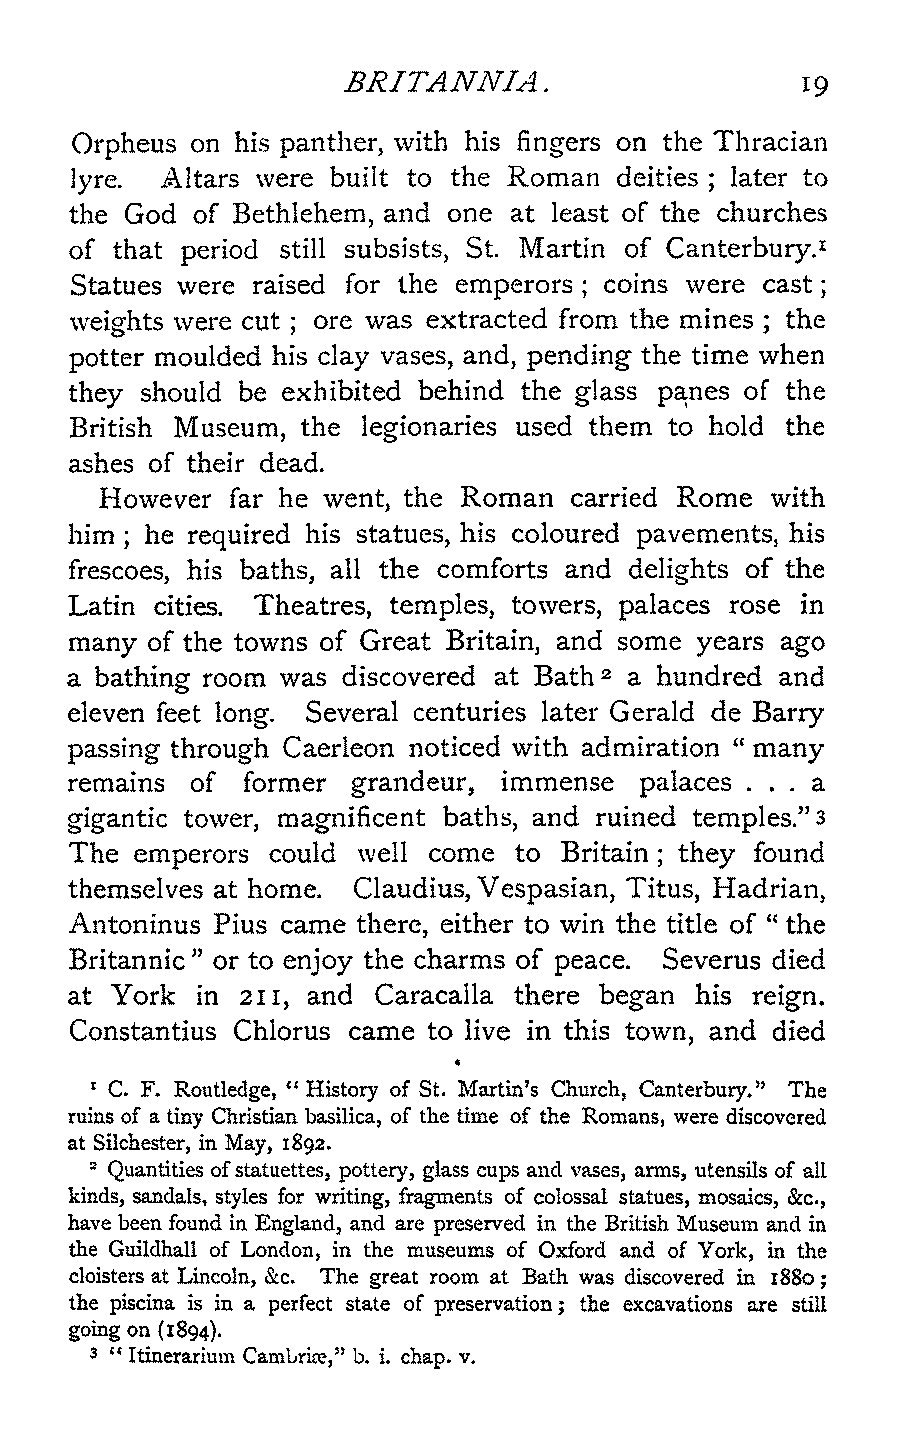 BRITANNIA. 19
Orpheus on his panther, with his fingers on the Thracian
lyre. Altars were built to the Roman deities ; later to
the God of Bethlehem, and one at least of the churches
of that period still subsists, St. Martin of Canterbury.¹
Statues were raised for the emperors ; coins were cast ;
weights were cut ; ore was extracted from the mines ; the
potter moulded his clay vases, and, pending the time when
they should be exhibited behind the glass panes of the
British Museum, the legionaries used them to hold the
ashes of their dead.
However far he went, the Roman carried Rome with
him ; he required his statues, his coloured pavements, his
frescoes, his baths, all the comforts and delights of the
Latin cities. Theatres, temples, towers, palaces rose in
many of the towns of Great Britain, and some years ago
a bathing room was discovered at Bath ² a hundred and
eleven feet long. Several centuries later Gerald de Barry
passing through Caerleon noticed with admiration “ many
remains of former grandeur, immense palaces . . . a
gigantic tower, magnificent baths, and ruined temples.” ³
The emperors could well come to Britain ; they found
themselves at home. Claudius, Vespasian, Titus, Hadrian,
Antoninus Pius came there, either to win the title of “ the
Britannic ” or to enjoy the charms of peace. Severus died
at York in 211, and Caracalla there began his reign.
Constantius Chlorus came to live in this town, and died
¹ C. F. Routledge, “ History of St. Martin’s Church, Canterbury.” The
ruins of a tiny Christian basilica, of the time of the Romans, were discovered
at Silchester, in May, 1892.
² Quantities of statuettes, pottery, glass cups and vases, arms, utensils of all
kinds, sandals, styles for writing, fragments of colossal statues, mosaics, &c.,
have been found in England, and are preserved in the British Museum and in
the Guildhall of London, in the museums of Oxford and of York, in the
cloisters at Lincoln, &c. The great room at Bath was discovered in 1880 ;
the piscina is in a perfect state of preservation ; the excavations are still
going on (1894).
³ “ Itinerarium Cambriæ,” b. i. chap. v.